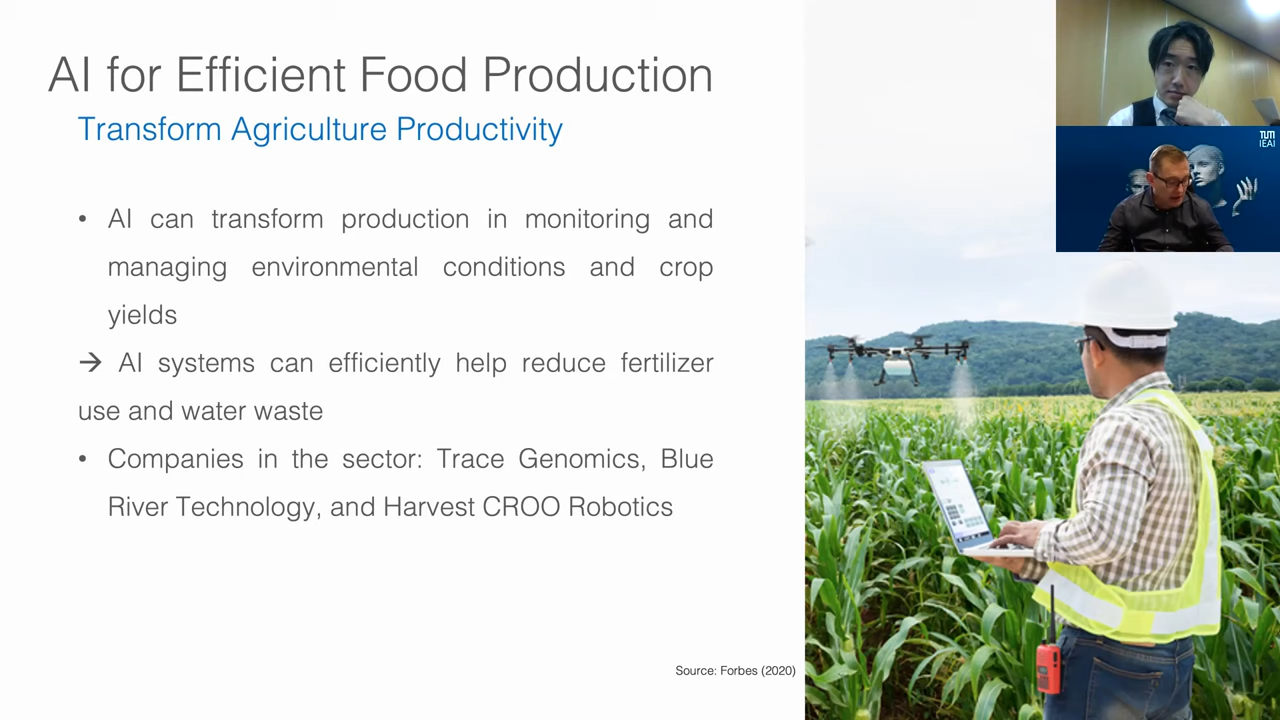 AI for Efficient Food Production
Transform Agriculture Productivity
• AI can transform production in monitoring and
managing environmental conditions and crop
yields
→ AI systems can efficiently help reduce fertilizer
use and water waste
• Companies in the sector: Trace Genomics, Blue
River Technology, and Harvest CROO Robotics
Source: Forbes (2020)
TUM
IEAI